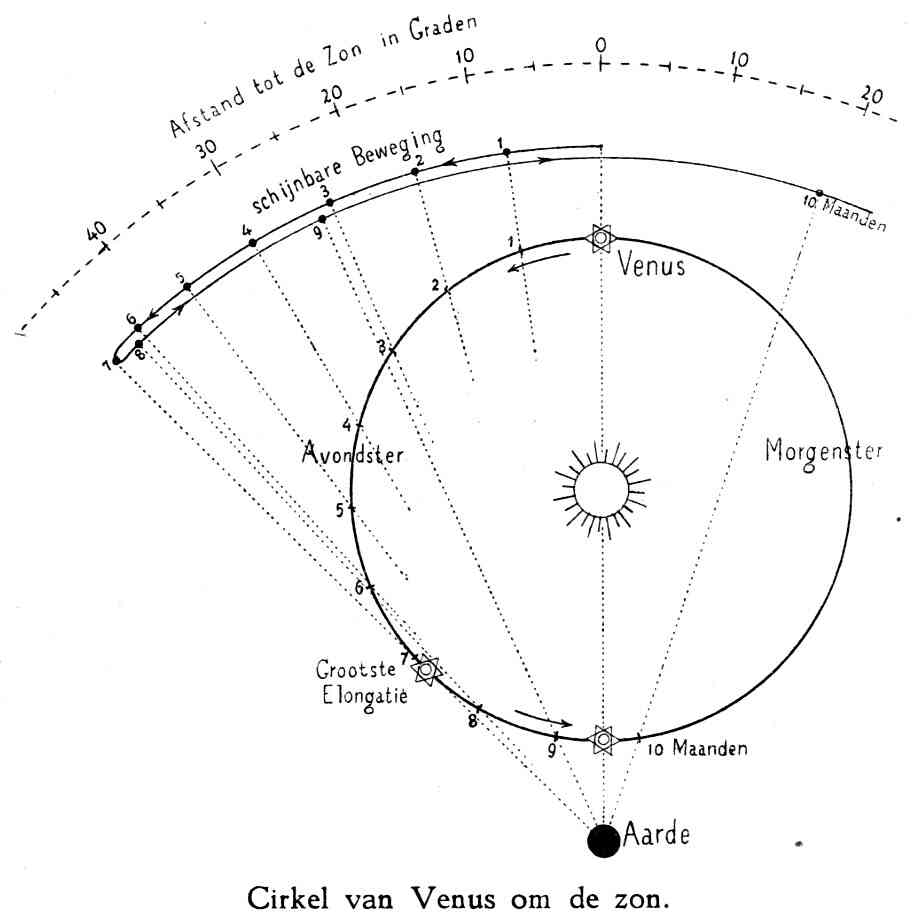 Afstand tot de Zon in Graden
40 30 20 10 0 10 20
schijnbare Beweging
1
2
3
4
5
6
7
8
9
10 Maanden
Venus
1
2
3
4
5
6
7
8
9
10 Maanden
Avondster
Morgenster
Grootste
Elongatie
Aarde
Cirkel van Venus om de zon.